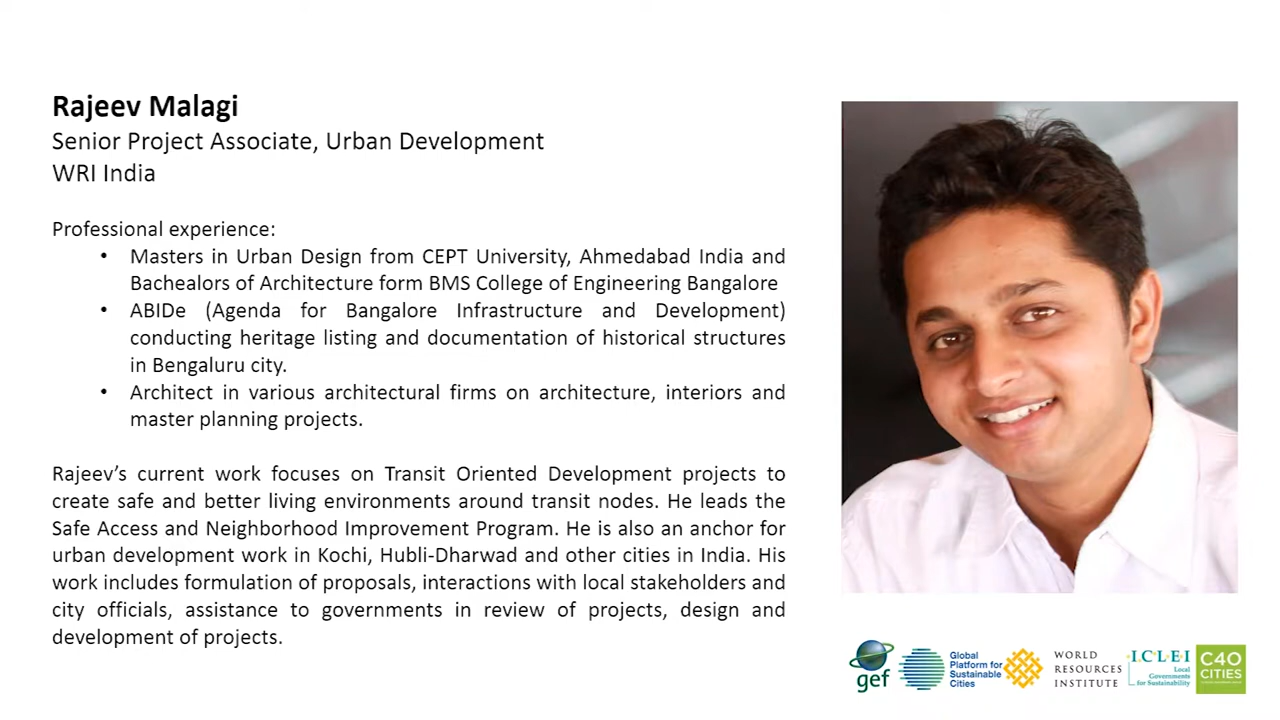 Rajeev Malagi
Senior Project Associate, Urban Development
WRI India
Professional experience:
• Masters in Urban Design from CEPT University, Ahmedabad India and
Bachealors of Architecture form BMS College of Engineering Bangalore
• ABIDe (Agenda for Bangalore Infrastructure and Development)
conducting heritage listing and documentation of historical structures
in Bengaluru city.
• Architect in various architectural firms on architecture, interiors and
master planning projects.
Rajeev’s current work focuses on Transit Oriented Development projects to
create safe and better living environments around transit nodes. He leads the
Safe Access and Neighborhood Improvement Program. He is also an anchor for
urban development work in Kochi, Hubli-Dharwad and other cities in India. His
work includes formulation of proposals, interactions with local stakeholders and
city officials, assistance to governments in review of projects, design and
development of projects.
gef
Global
Platform for
Sustainable
Cities
WORLD
RESOURCES
INSTITUTE
I.C.L.E.I
Local
Governments
for Sustainability
C40
CITIES